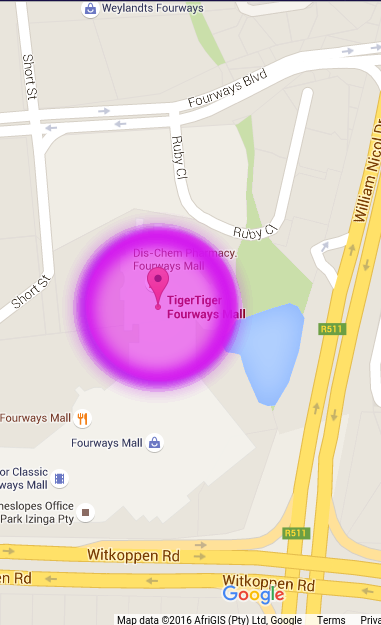 Weylandts Fourways
Short St
Fourways Blvd
William Nicol Dr
Ruby Cl
Ruby Cl
Dis-Chem Pharmacy.
Fourways Mall
Short St
TigerTiger
Fourways Mall
R511
Fourways Mall
Fourways Mall
or Classic
ways Mall
neslopes Office
Park Izinga Pty
R511
Witkoppen Rd
en Rd
Witkoppen Rd
Google
Map data ©2016 AfriGIS (Pty) Ltd, Google Terms Priva